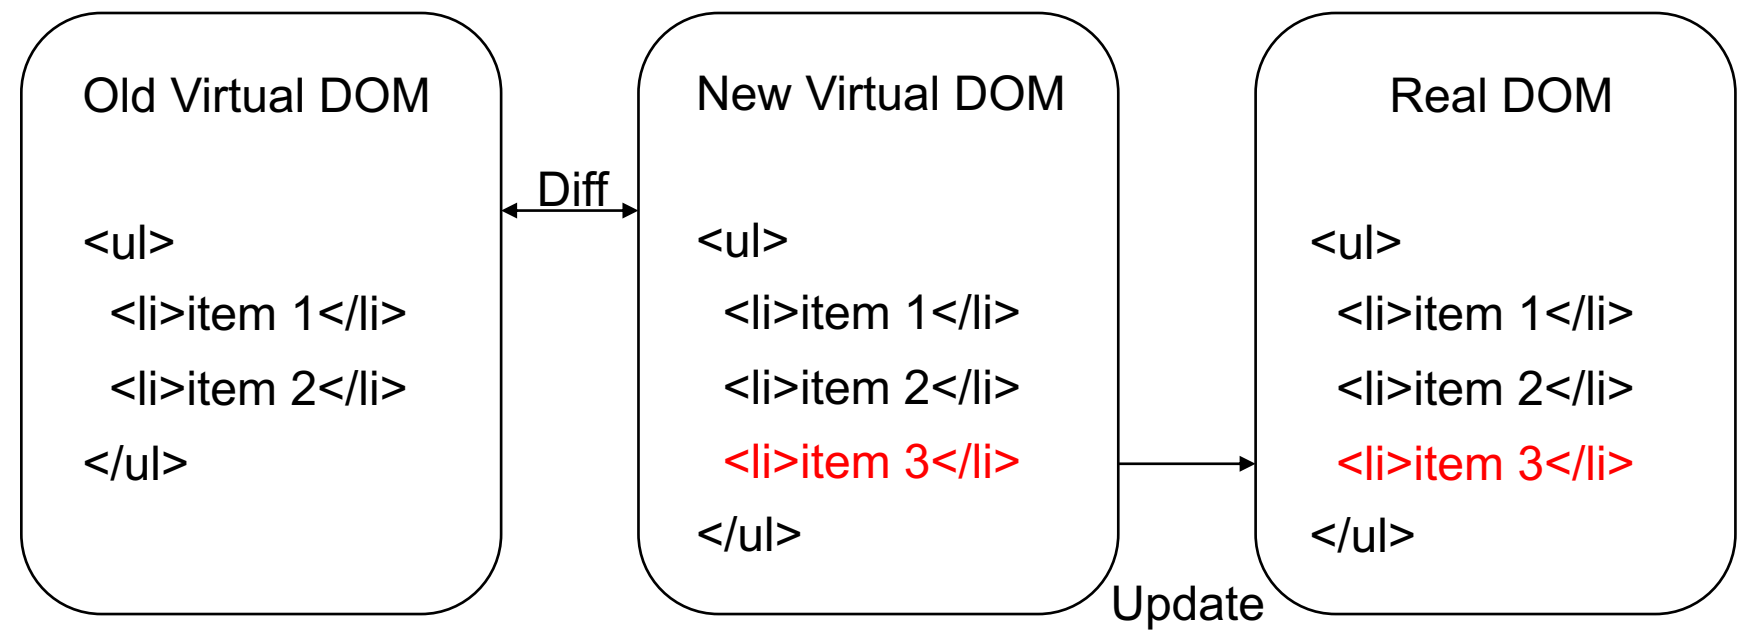 Old Virtual DOM
<ul>
<li>item 1</li>
<li>item 2</li>
</ul>
Diff
New Virtual DOM
<ul>
<li>item 1</li>
<li>item 2</li>
<li>item 3</li>
</ul>
Update
Real DOM
<ul>
<li>item 1</li>
<li>item 2</li>
<li>item 3</li>
</ul>